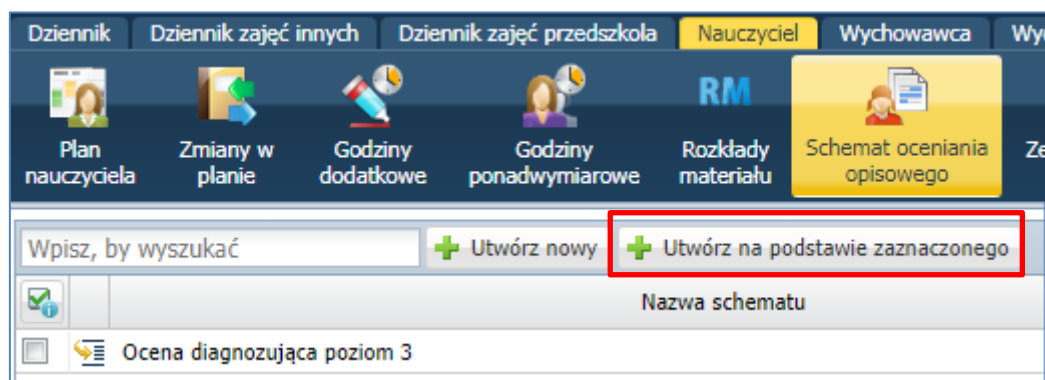 Dziennik Dziennik zajęć innych Dziennik zajęć przedszkola Nauczyciel Wychowawca
RM
Plan nauczyciela
Zmiany w planie
Godziny dodatkowe
Godziny ponadwymiarowe
Rozkłady materiału
Schemat oceniania opisowego
Wpisz, by wyszukać Utwórz nowy Utwórz na podstawie zaznaczonego
Nazwa schematu
Ocena diagnozująca poziom 3